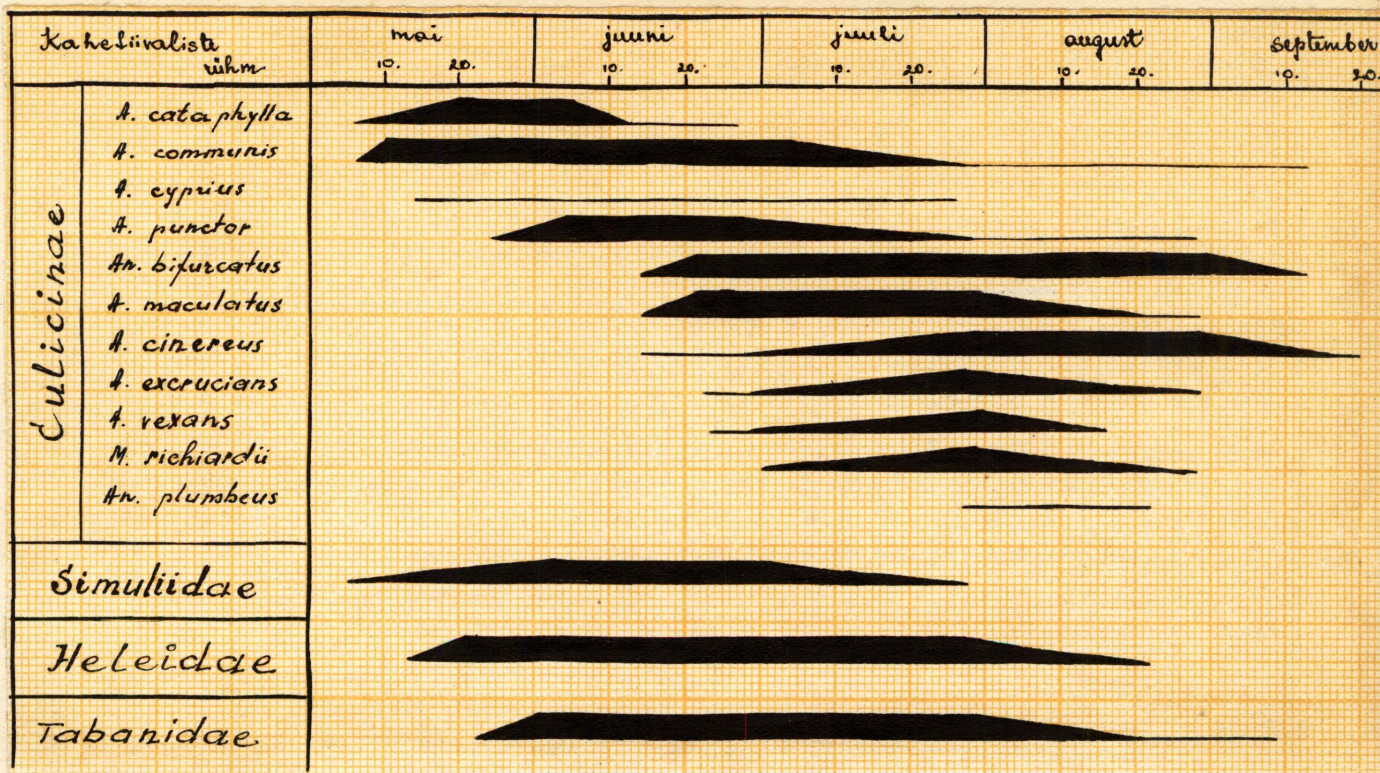 Kahetiivaliste
rühm
mai
10. 20.
juuni
10. 20.
juuli
10. 20.
august
10. 20.
september
10. 20.
Culicinae
A. cataphylla
A. communis
A. cyprius
A. punctor
An. bifurcatus
A. maculatus
A. cinereus
A. excrucians
A. vexans
M. richiardii
An. plumbeus
Simuliidae
Heleidae
Tabanidae